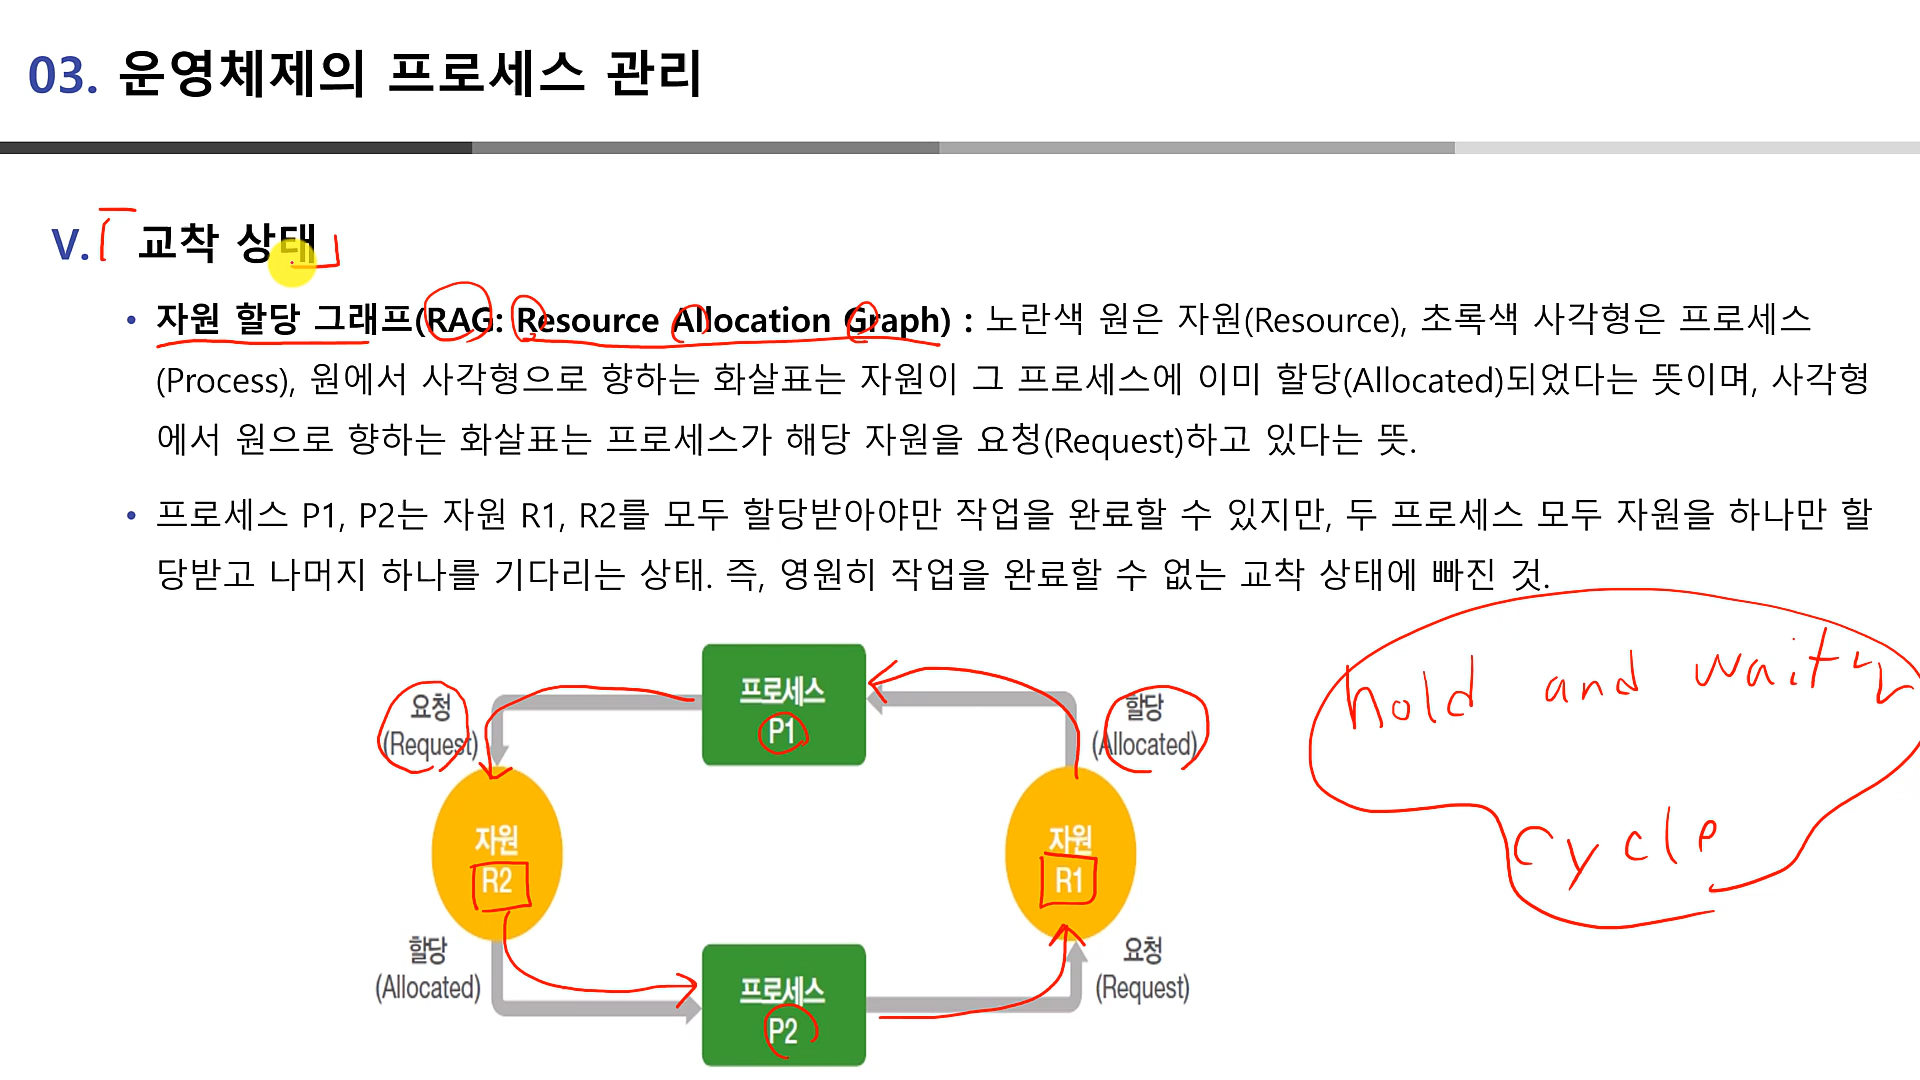 03. 운영체제의 프로세스 관리
V. 교착 상태
• 자원 할당 그래프(RAG: Resource Allocation Graph) : 노란색 원은 자원(Resource), 초록색 사각형은 프로세스
(Process), 원에서 사각형으로 향하는 화살표는 자원이 그 프로세스에 이미 할당(Allocated)되었다는 뜻이며, 사각형
에서 원으로 향하는 화살표는 프로세스가 해당 자원을 요청(Request)하고 있다는 뜻.
• 프로세스 P1, P2는 자원 R1, R2를 모두 할당받아야만 작업을 완료할 수 있지만, 두 프로세스 모두 자원을 하나만 할
당받고 나머지 하나를 기다리는 상태. 즉, 영원히 작업을 완료할 수 없는 교착 상태에 빠진 것.
요청
(Request)
프로세스
P1
할당
(Allocated)
hold and
cycle
자원
R2
자원
R1
할당
(Allocated)
프로세스
P2
요청
(Request)